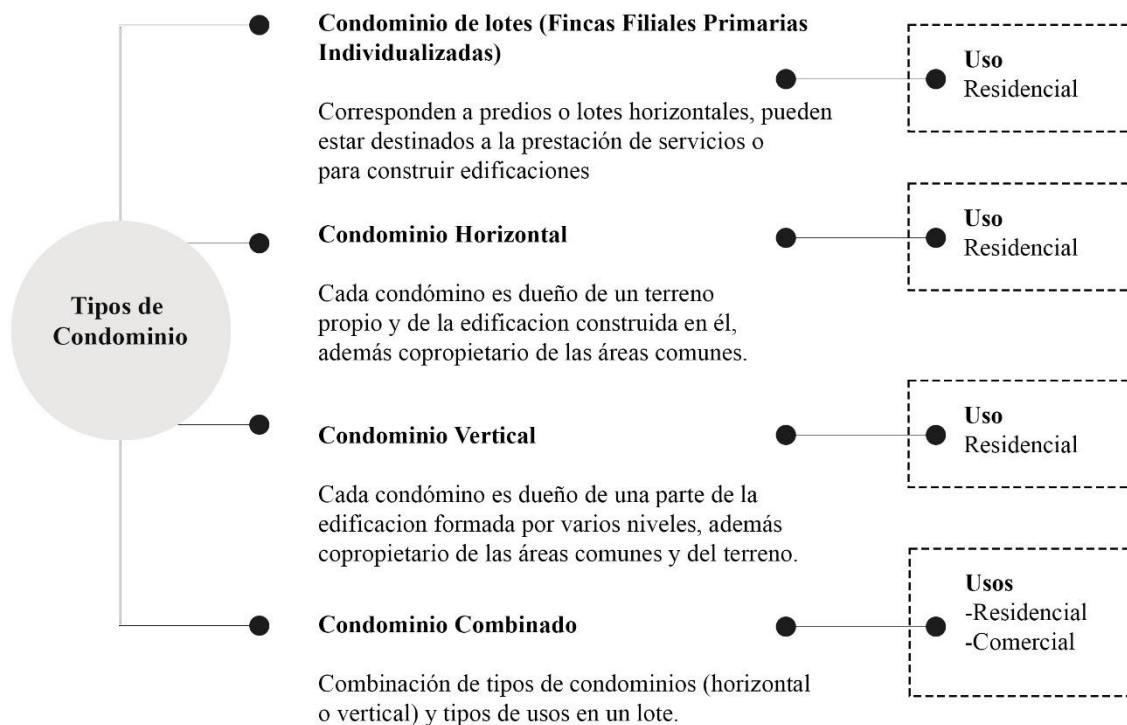 Tipos de
Condominio
Condominio de lotes (Fincas Filiales Primarias
Individualizadas)
Corresponden a predios o lotes horizontales, pueden
estar destinados a la prestación de servicios o
para construir edificaciones
Uso
Residencial
Condominio Horizontal
Cada condómino es dueño de un terreno
propio y de la edificacion construida en él,
además copropietario de las áreas comunes.
Uso
Residencial
Condominio Vertical
Cada condómino es dueño de una parte de la
edificacion formada por varios niveles, además
copropietario de las áreas comunes y del terreno.
Uso
Residencial
Condominio Combinado
Combinación de tipos de condominios (horizontal
o vertical) y tipos de usos en un lote.
Usos
-Residencial
-Comercial